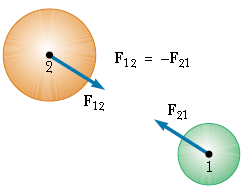 2
F₁₂ = –F₂₁
F₁₂
F₂₁
1